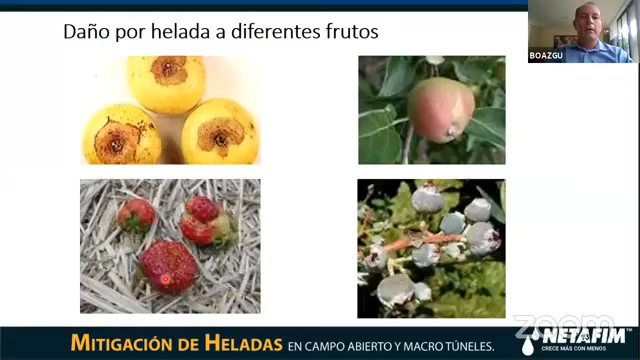 Daño por helada a diferentes frutos
BOAZGU
zoom
MITIGACIÓN DE HELADAS EN CAMPO ABIERTO Y MACRO TÚNELES.
NETAFIM™
CRECE MÁS CON MENOS